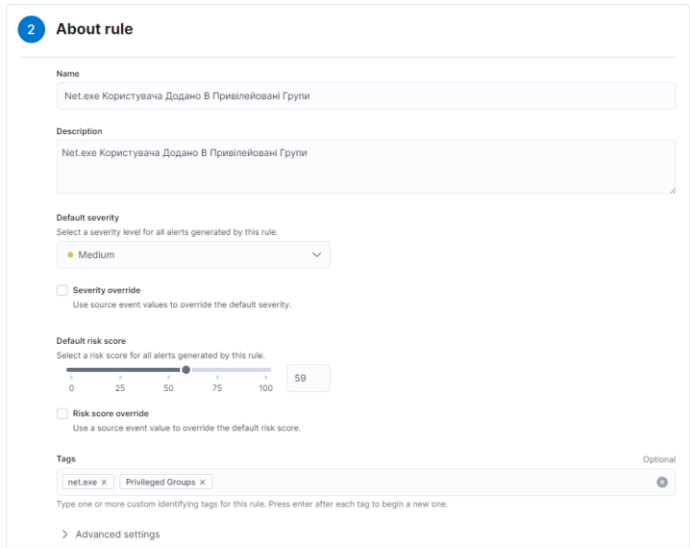 2 About rule
Name
Net.exe Користувача Додано В Привілейовані Групи
Description
Net.exe Користувача Додано В Привілейовані Групи
Default severity
Select a severity level for all alerts generated by this rule.
Medium
Severity override
Use source event values to override the default severity.
Default risk score
Select a risk score for all alerts generated by this rule.
59
0 25 50 75 100
Risk score override
Use a source event value to override the default risk score.
Tags Optional
net.exe × Privileged Groups ×
Type one or more custom identifying tags for this rule. Press enter after each tag to begin a new one.
Advanced settings